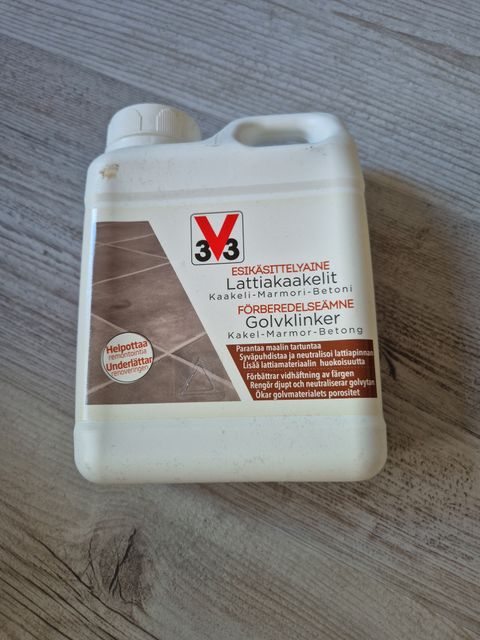 3V3
ESIKÄSITTELYAINE
Lattiakaakelit
Kaakeli-Marmori-Betoni
FÖRBEREDELSEÄMNE
Golvklinker
Kakel-Marmor-Betong
Helpottaa
remontointia
Underlättar
renoveringen
Parantaa maalin tartuntaa
Syväpuhdistaa ja neutralisoi lattiapinnan
Lisää lattiamateriaalin huokoisuutta
Förbättrar vidhäftning av färgen
Rengör djupt och neutraliserar golvytan
Ökar golvmaterialets porositet